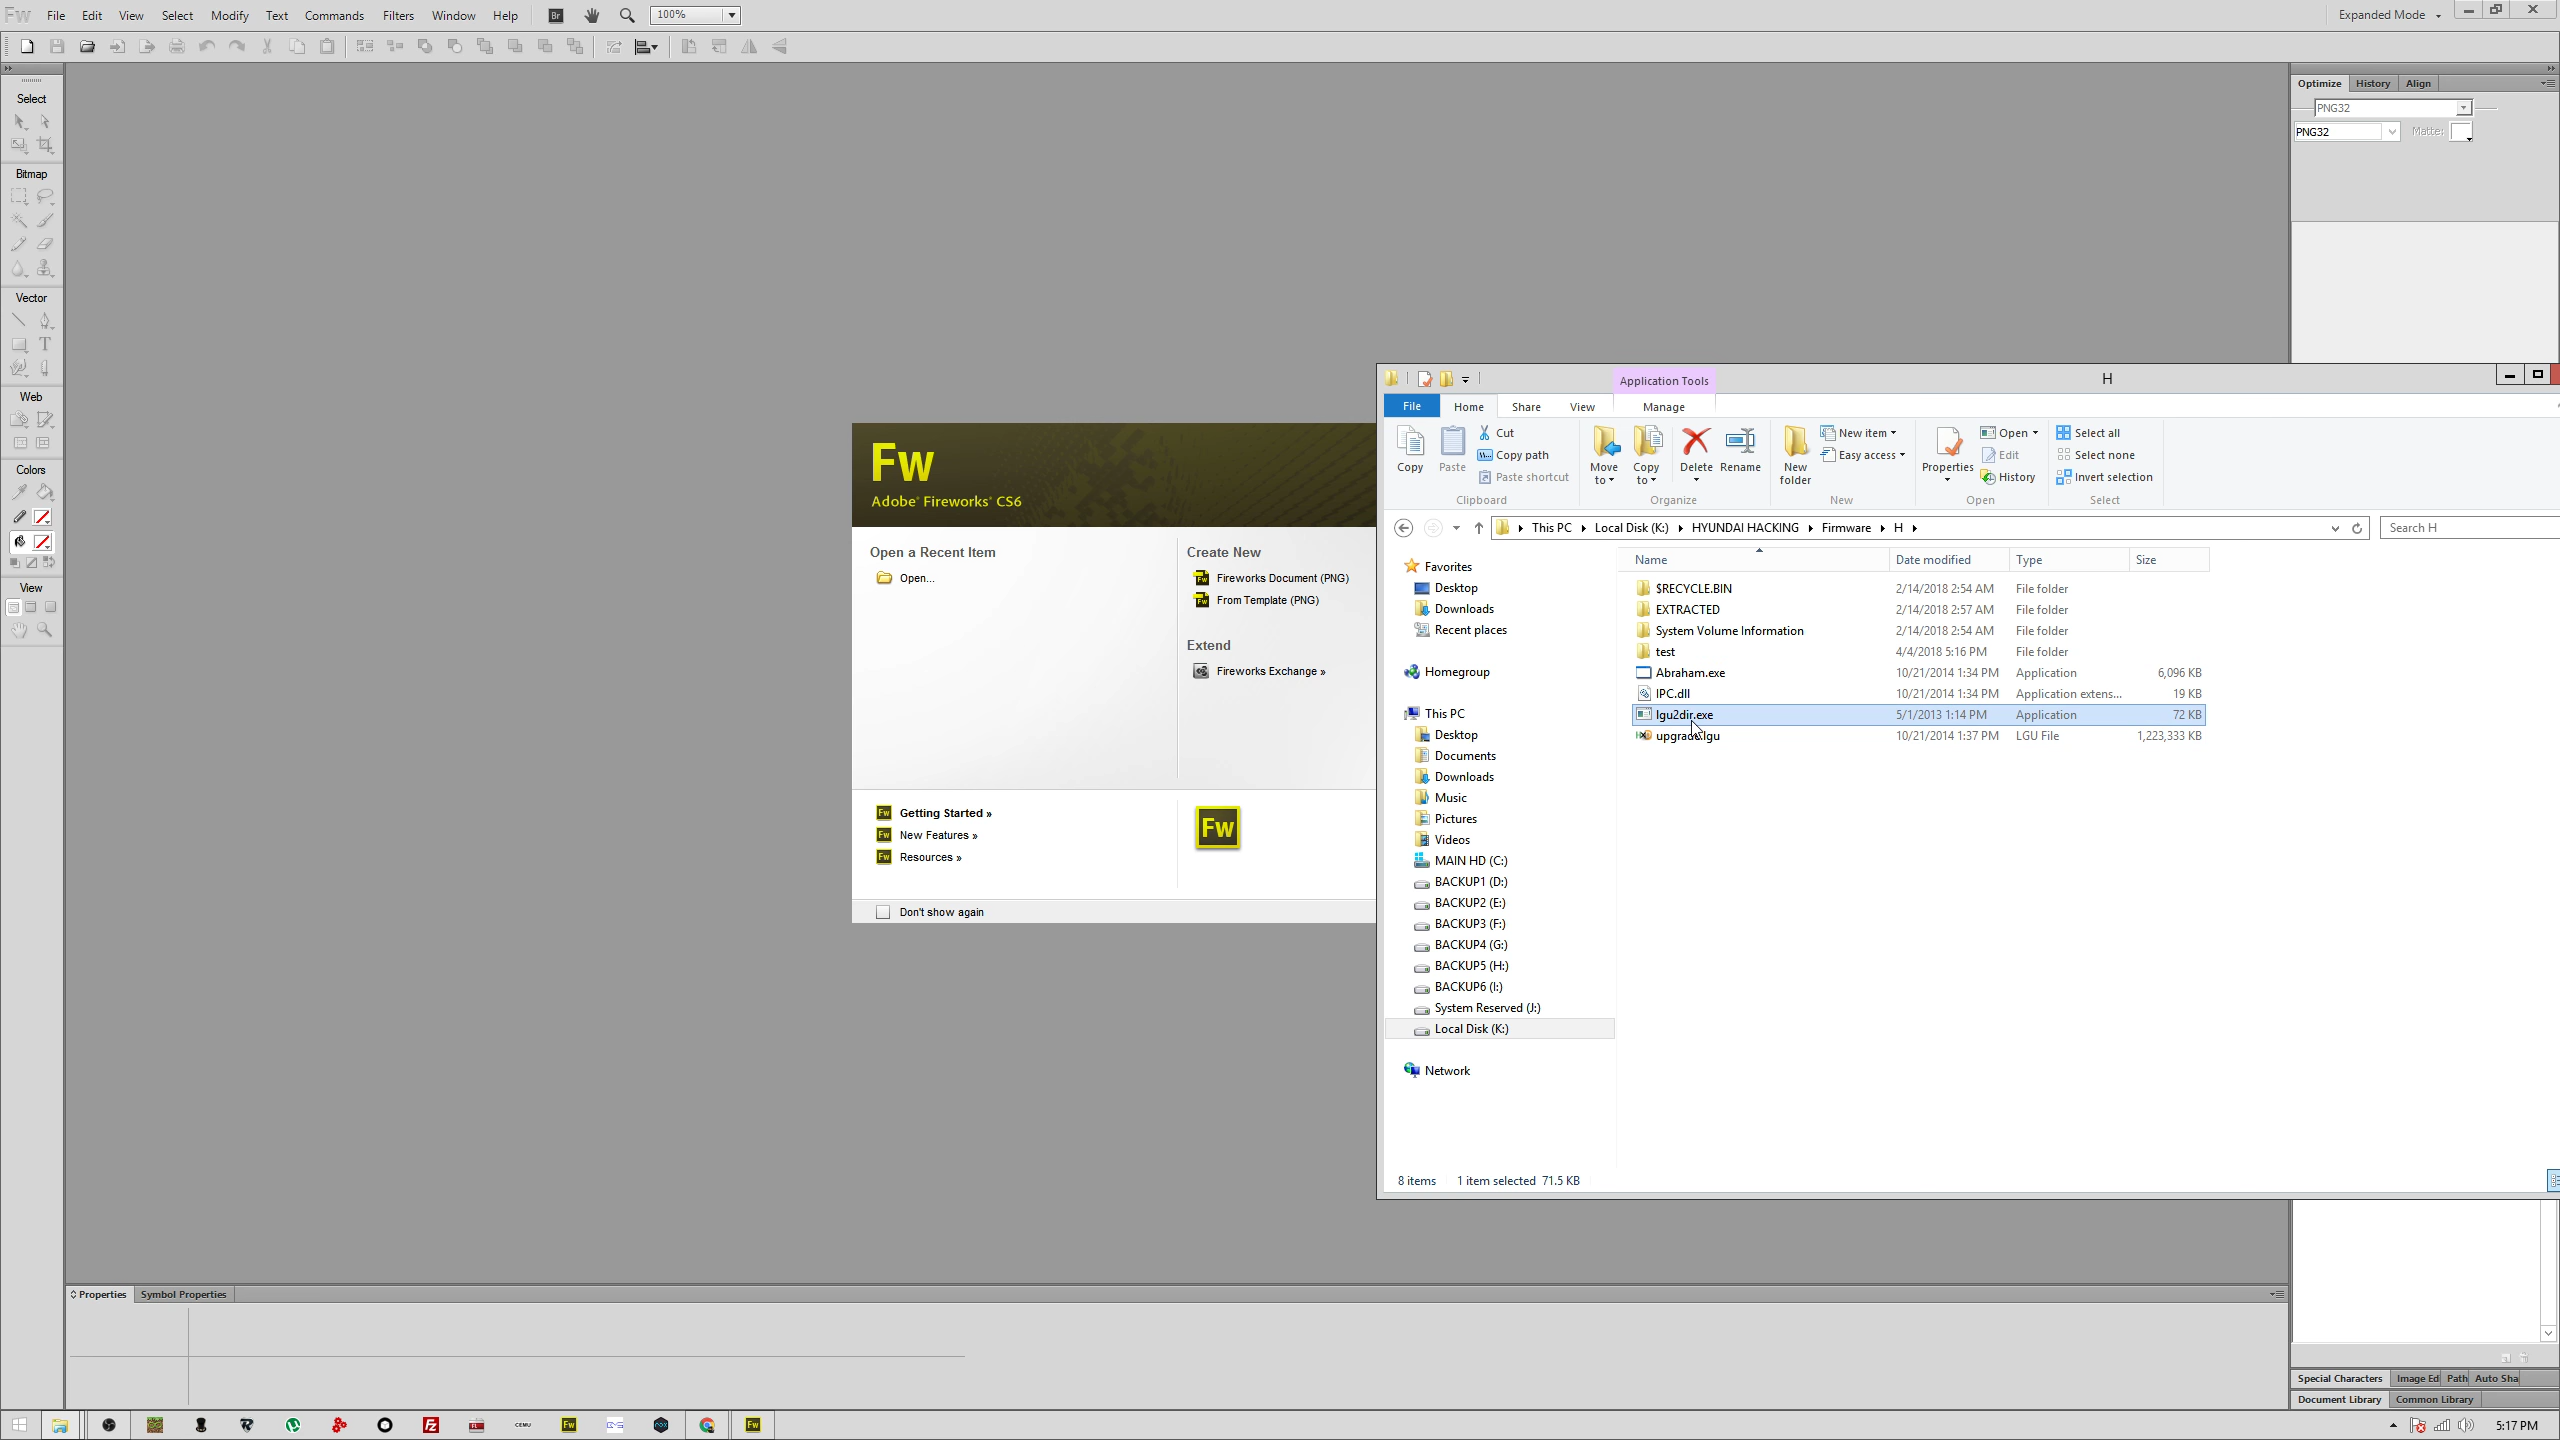 Fw File Edit View Select Modify Text Commands Filters Window Help Br 100% Expanded Mode
Select
Bitmap
Vector
Web
Colors
View
Optimize History Align
PNG32
PNG32 Matte:
Fw
Adobe® Fireworks® CS6
Open a Recent Item
Open...
Create New
Fireworks Document (PNG)
From Template (PNG)
Extend
Fireworks Exchange »
Getting Started »
New Features »
Resources »
Fw
Don't show again
Application Tools
H
File Home Share View Manage
Copy
Paste
Cut
Copy path
Paste shortcut
Clipboard
Move to
Copy to
Delete
Rename
Organize
New folder
New item
Easy access
New
Properties
Open
Edit
History
Open
Select all
Select none
Invert selection
Select
This PC Local Disk (K:) HYUNDAI HACKING Firmware H
Search H
Favorites
Desktop
Downloads
Recent places
Homegroup
This PC
Desktop
Documents
Downloads
Music
Pictures
Videos
MAIN HD (C:)
BACKUP1 (D:)
BACKUP2 (E:)
BACKUP3 (F:)
BACKUP4 (G:)
BACKUP5 (H:)
BACKUP6 (I:)
System Reserved (J:)
Local Disk (K:)
Network
Name Date modified Type Size
$RECYCLE.BIN 2/14/2018 2:54 AM File folder
EXTRACTED 2/14/2018 2:57 AM File folder
System Volume Information 2/14/2018 2:54 AM File folder
test 4/4/2018 5:16 PM File folder
Abraham.exe 10/21/2014 1:34 PM Application 6,096 KB
IPC.dll 10/21/2014 1:34 PM Application extens... 19 KB
lgu2dir.exe 5/1/2013 1:14 PM Application 72 KB
upgrade.lgu 10/21/2014 1:37 PM LGU File 1,223,333 KB
8 items 1 item selected 71.5 KB
Properties Symbol Properties
Special Characters Image Ed Path Auto Sha
Document Library Common Library
CEMU
Fw
Fw
5:17 PM